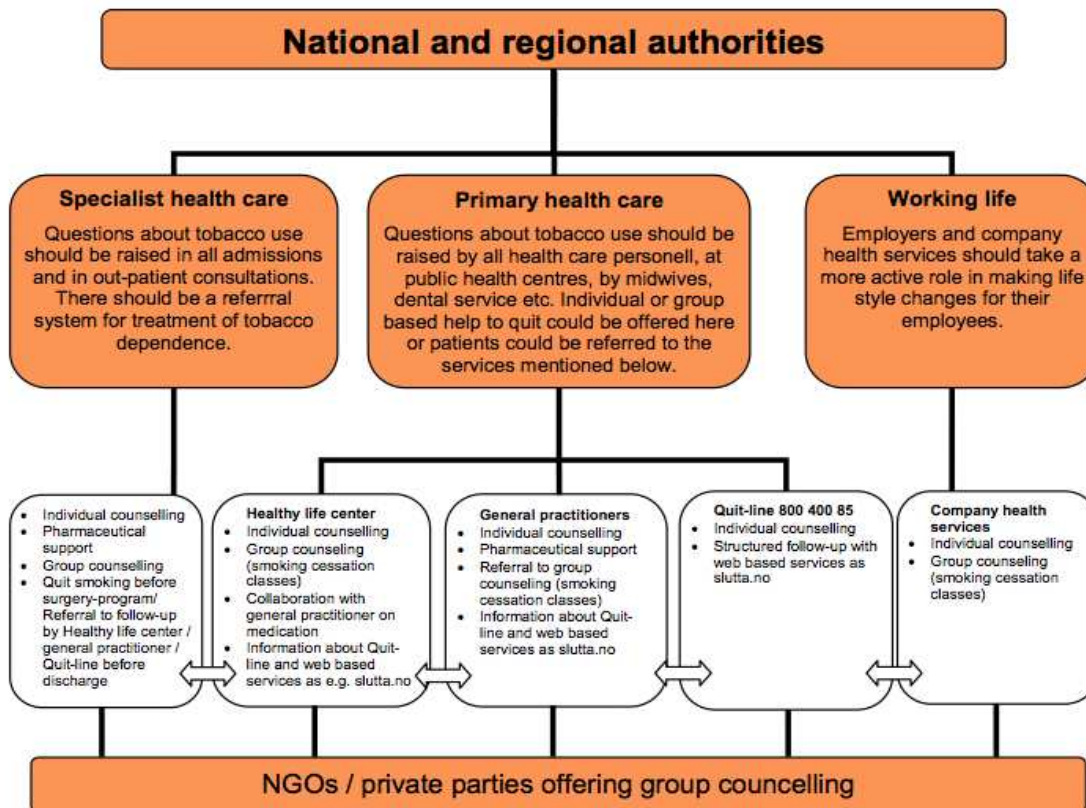 National and regional authorities
Specialist health care
Questions about tobacco use
should be raised in all admissions
and in out-patient consultations.
There should be a referrral
system for treatment of tobacco
dependence.
Primary health care
Questions about tobacco use should be
raised by all health care personell, at
public health centres, by midwives,
dental service etc. Individual or group
based help to quit could be offered here
or patients could be referred to the
services mentioned below.
Working life
Employers and company
health services should take a
more active role in making life
style changes for their
employees.
• Individual counselling
• Pharmaceutical
support
• Group counselling
• Quit smoking before
surgery-program/
Referral to follow-up
by Healthy life center /
general practitioner /
Quit-line before
discharge
Healthy life center
• Individual counselling
• Group counseling
(smoking cessation
classes)
• Collaboration with
general practitioner on
medication
• Information about Quit-
line and web based
services as e.g. slutta.no
General practitioners
• Individual counselling
• Pharmaceutical support
• Referral to group
counseling (smoking
cessation classes)
• Information about Quit-
line and web based
services as slutta.no
Quit-line 800 400 85
• Individual counselling
• Structured follow-up with
web based services as
slutta.no
Company health
services
• Individual counselling
• Group counseling
(smoking cessation
classes)
NGOs / private parties offering group councelling